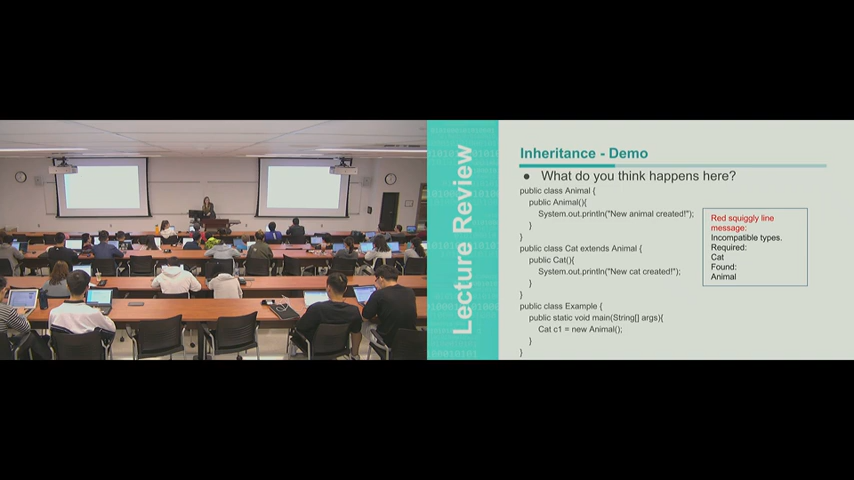 Lecture Review
Inheritance - Demo
● What do you think happens here?
public class Animal {
public Animal(){
System.out.println("New animal created!");
}
}
public class Cat extends Animal {
public Cat(){
System.out.println("New cat created!");
}
}
public class Example {
public static void main(String[] args){
Cat c1 = new Animal();
}
}
Red squiggly line
message:
Incompatible types.
Required:
Cat
Found:
Animal